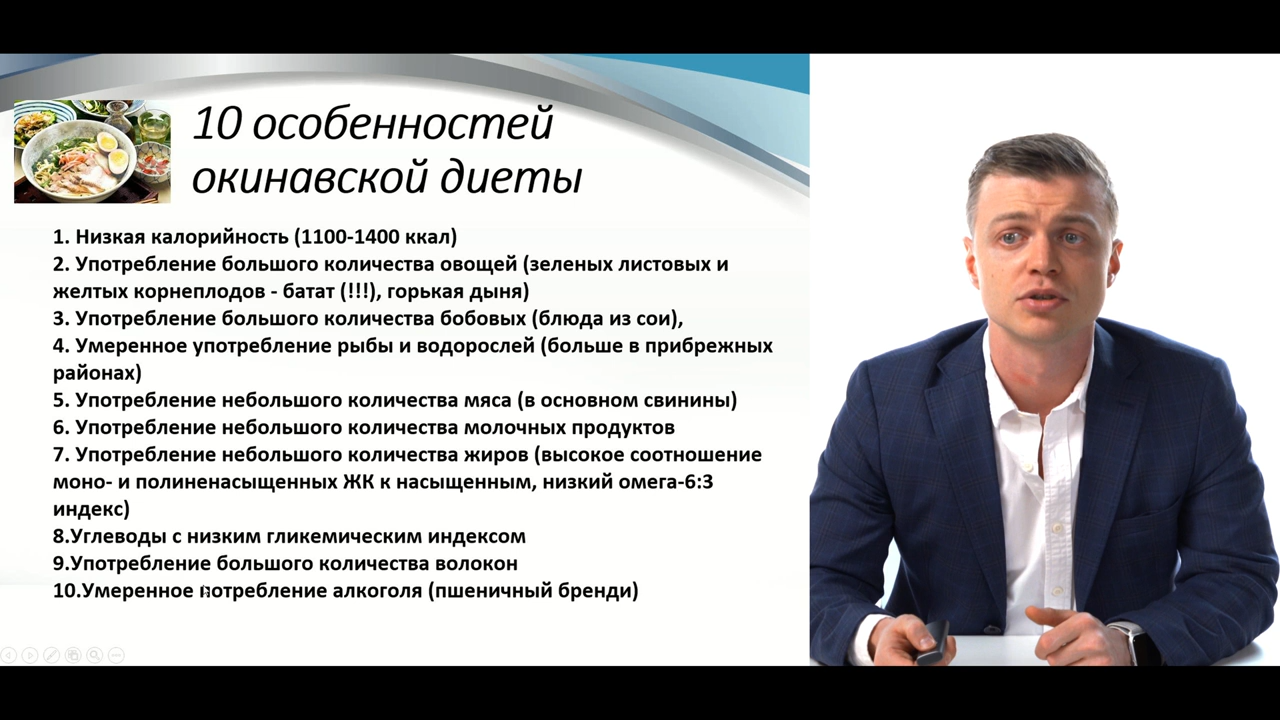 10 особенностей
окинавской диеты
1. Низкая калорийность (1100-1400 ккал)
2. Употребление большого количества овощей (зеленых листовых и
желтых корнеплодов - батат (!!!), горькая дыня)
3. Употребление большого количества бобовых (блюда из сои),
4. Умеренное употребление рыбы и водорослей (больше в прибрежных
районах)
5. Употребление небольшого количества мяса (в основном свинины)
6. Употребление небольшого количества молочных продуктов
7. Употребление небольшого количества жиров (высокое соотношение
моно- и полиненасыщенных ЖК к насыщенным, низкий омега-6:3
индекс)
8.Углеводы с низким гликемическим индексом
9.Употребление большого количества волокон
10.Умеренное потребление алкоголя (пшеничный бренди)